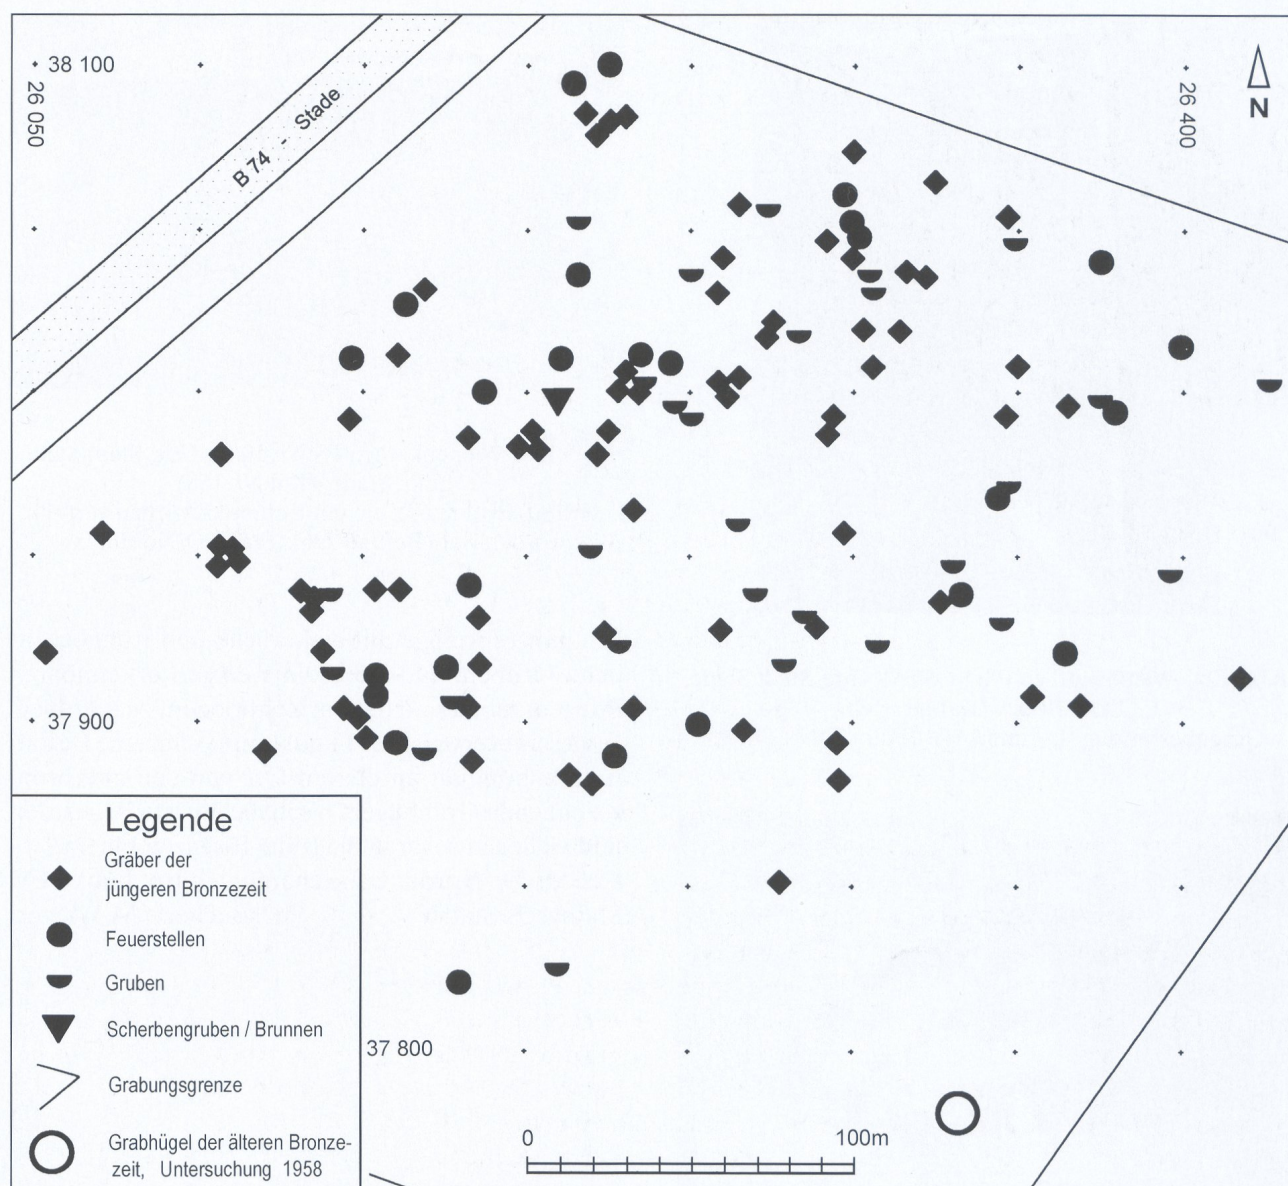 38 100
26 050
B 74 - Stade
26 400
N
37 900
Legende
Gräber der
jüngeren Bronzezeit
Feuerstellen
Gruben
Scherbengruben / Brunnen
Grabungsgrenze
Grabhügel der älteren Bronze-
zeit, Untersuchung 1958
37 800
0 100m